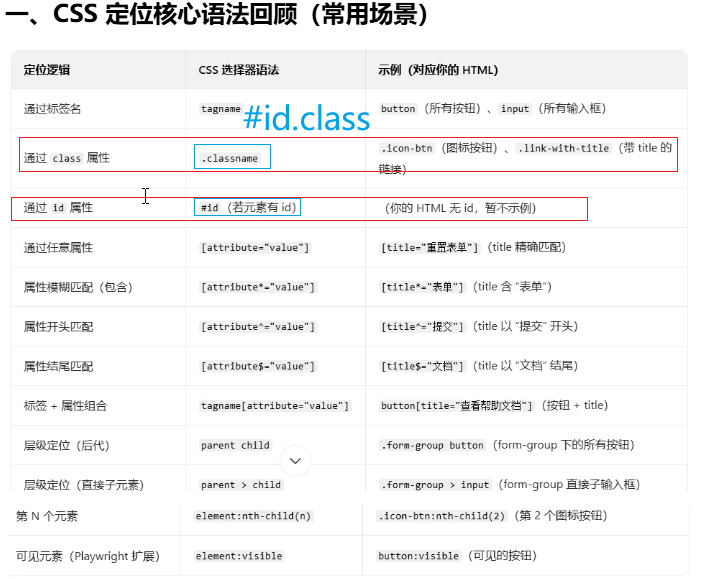 一、CSS 定位核心语法回顾（常用场景）
定位逻辑 CSS 选择器语法 示例（对应你的 HTML）
通过标签名 tagname button（所有按钮）、input（所有输入框）
#id.class
通过 class 属性 .classname .icon-btn（图标按钮）、.link-with-title（带 title 的
链接）
通过 id 属性 #id（若元素有 id） （你的 HTML 无 id，暂不示例）
通过任意属性 [attribute="value"] [title="重置表单"]（title 精确匹配）
属性模糊匹配（包含） [attribute*="value"] [title*="表单"]（title 含 “表单”）
属性开头匹配 [attribute^="value"] [title^="提交"]（title 以 “提交” 开头）
属性结尾匹配 [attribute$="value"] [title$="文档"]（title 以 “文档” 结尾）
标签 + 属性组合 tagname[attribute="value"] button[title="查看帮助文档"]（按钮 + title）
层级定位（后代） parent child .form-group button（form-group 下的所有按钮）
层级定位（直接子元素） parent > child .form-group > input（form-group 直接子输入框）
第 N 个元素 element:nth-child(n) .icon-btn:nth-child(2)（第 2 个图标按钮）
可见元素（Playwright 扩展） element:visible button:visible（可见的按钮）